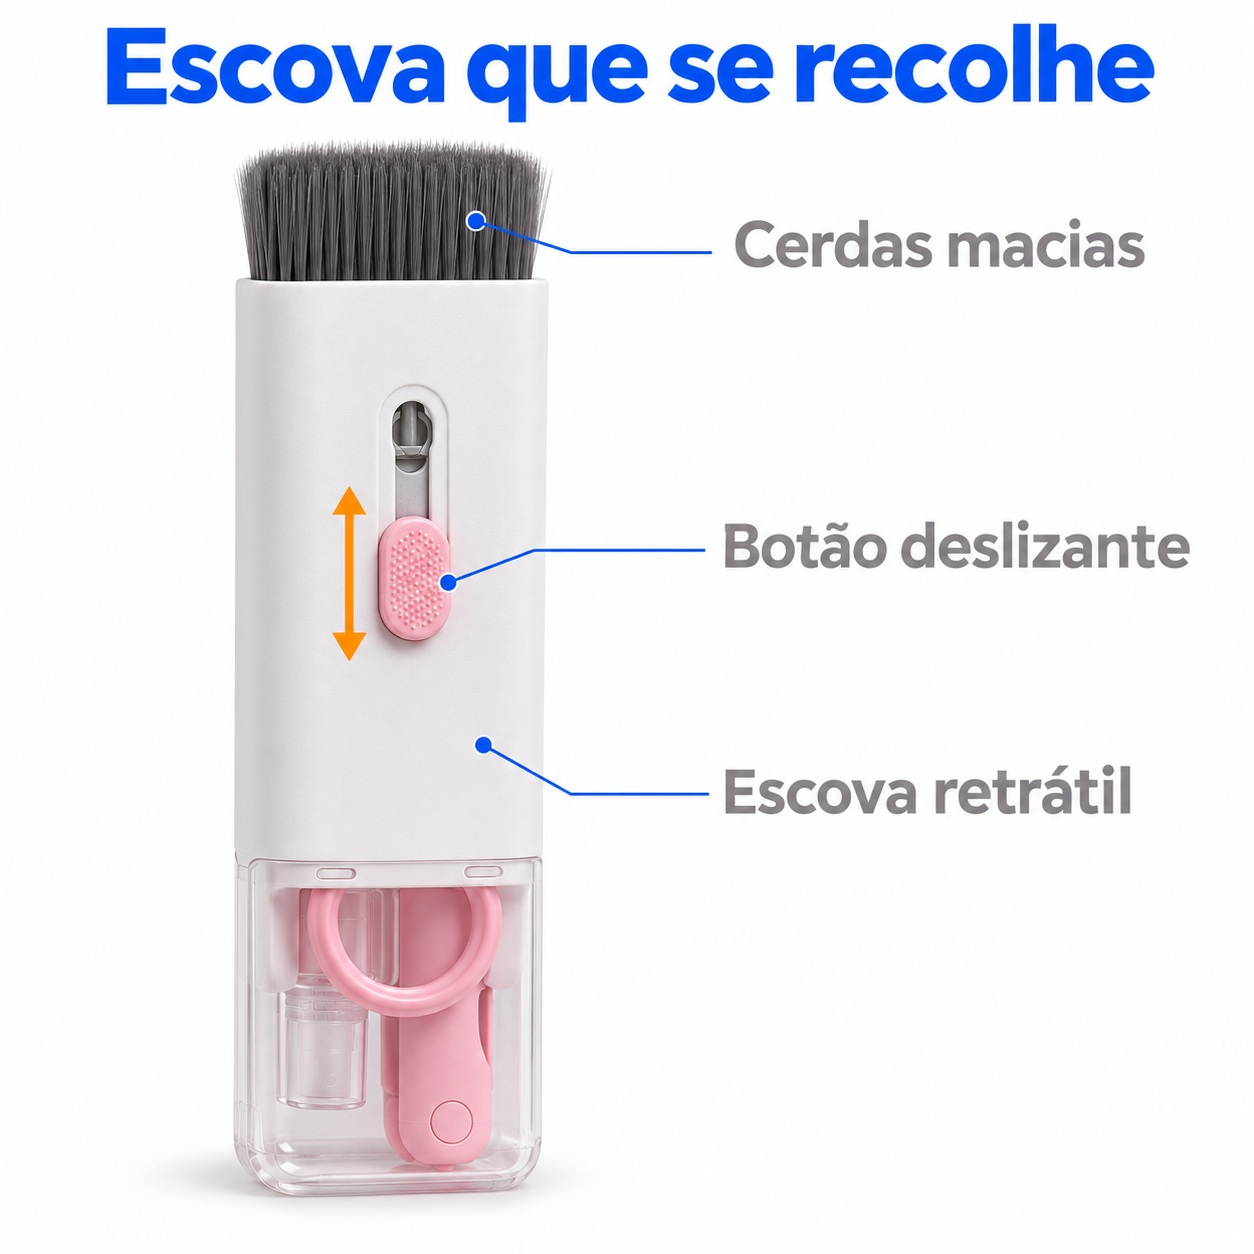 Escova que se recolhe
Cerdas macias
Botão deslizante
Escova retrátil